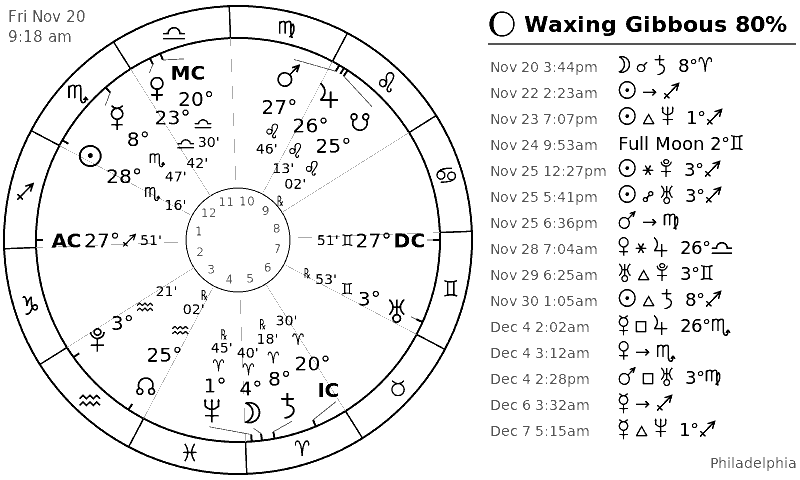 Fri Nov 20
9:18 am
MC
20°
♎ 30'
♀
23°
♎
42'
☿
8°
♏
47'
☉
28°
♏
16'
AC 27° ♐ 51'
♂
27°
♌
46'
♃
26°
♌
13'
☋
25°
♌
02'
℞
51' ♊ 27° DC
℞ 53' ♊ 3° ♅
♇ 3° ♒ 21'
☊
25°
♒
02'
℞
♆
1°
♈
45'
℞
☽
4°
♈
40'
♄
8°
♈
18'
℞
IC
20°
♈
30'
♎ ♍ ♌ ♋ ♊ ♉ ♈ ♓ ♒ ♑ ♐ ♏
1 2 3 4 5 6 7 8 9 10 11 12
Waxing Gibbous 80%
Nov 20 3:44pm ☽ ☌ ♄ 8°♈
Nov 22 2:23am ☉ → ♐
Nov 23 7:07pm ☉ △ ♆ 1°♐
Nov 24 9:53am Full Moon 2°♊
Nov 25 12:27pm ☉ ⚹ ♇ 3°♐
Nov 25 5:41pm ☉ ☍ ♅ 3°♐
Nov 25 6:36pm ♂ → ♍
Nov 28 7:04am ♀ ⚹ ♃ 26°♎
Nov 29 6:25am ♅ △ ♇ 3°♊
Nov 30 1:05am ☉ △ ♄ 8°♐
Dec 4 2:02am ☿ □ ♃ 26°♏
Dec 4 3:12am ♀ → ♏
Dec 4 2:28pm ♂ □ ♅ 3°♍
Dec 6 3:32am ☿ → ♐
Dec 7 5:15am ☿ △ ♆ 1°♐
Philadelphia